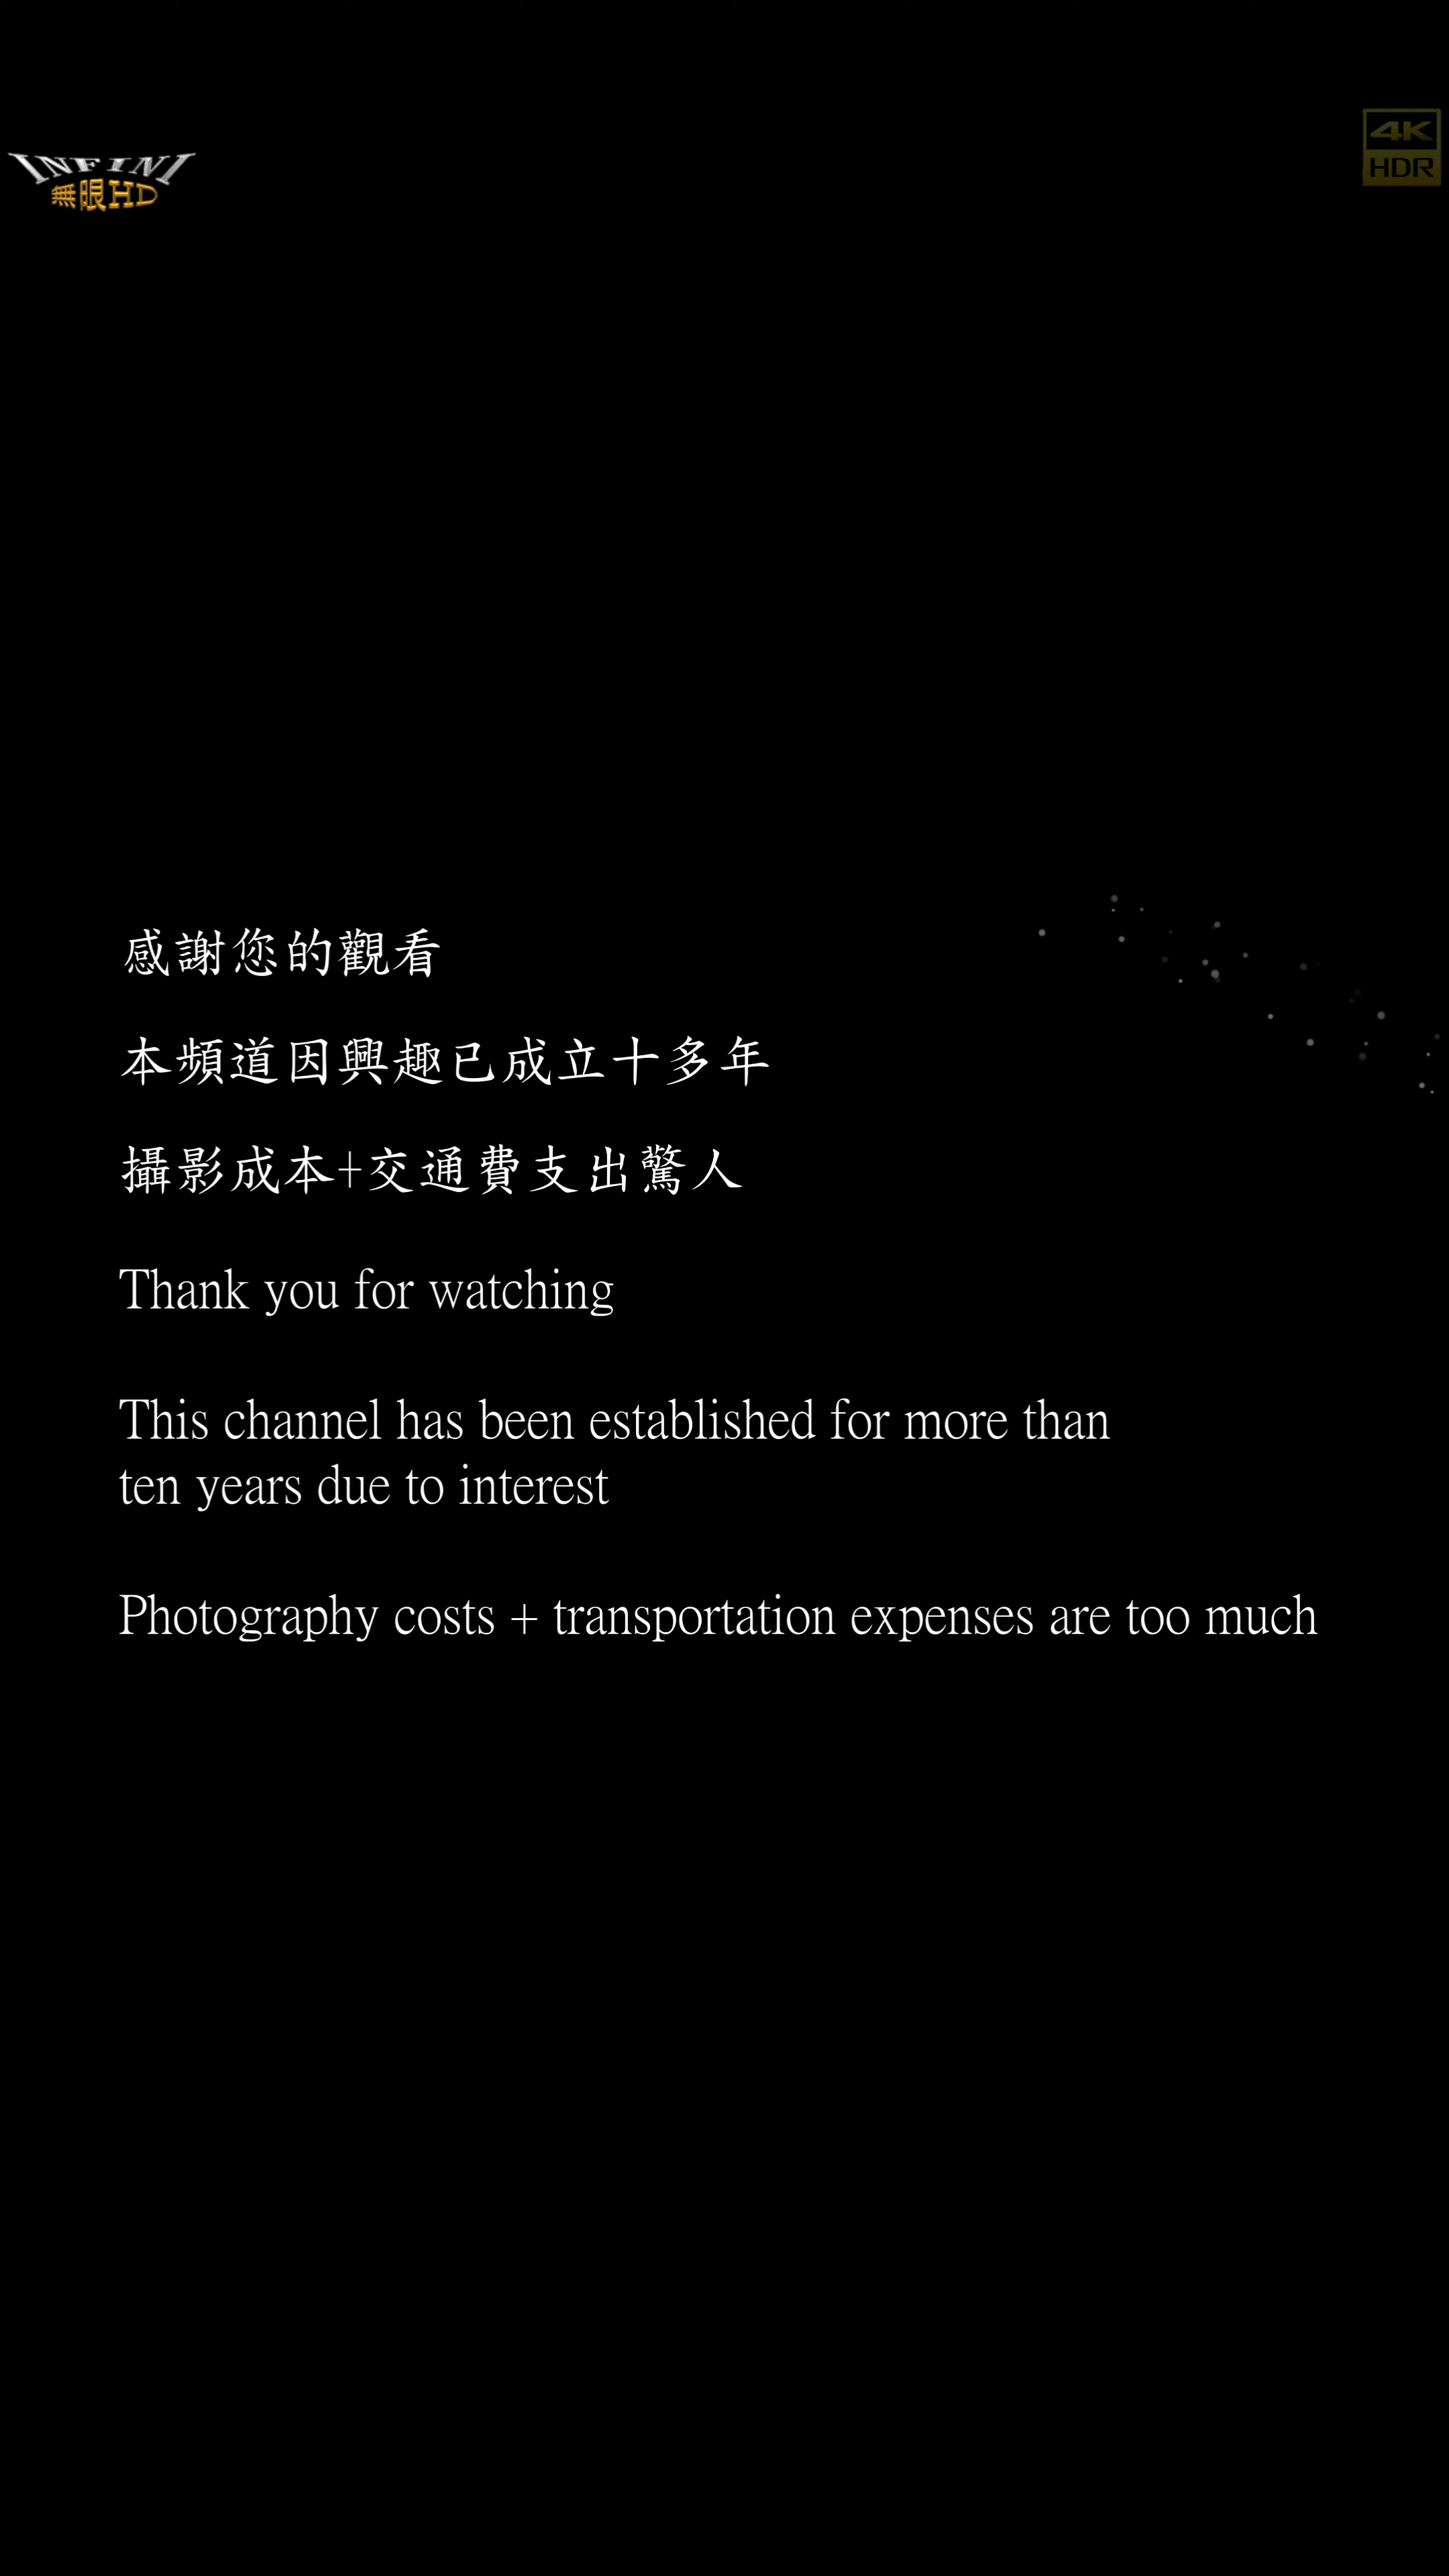 INFINI
無限HD
4K
HDR
感謝您的觀看
本頻道因興趣已成立十多年
攝影成本+交通費支出驚人
Thank you for watching
This channel has been established for more than
ten years due to interest
Photography costs + transportation expenses are too much